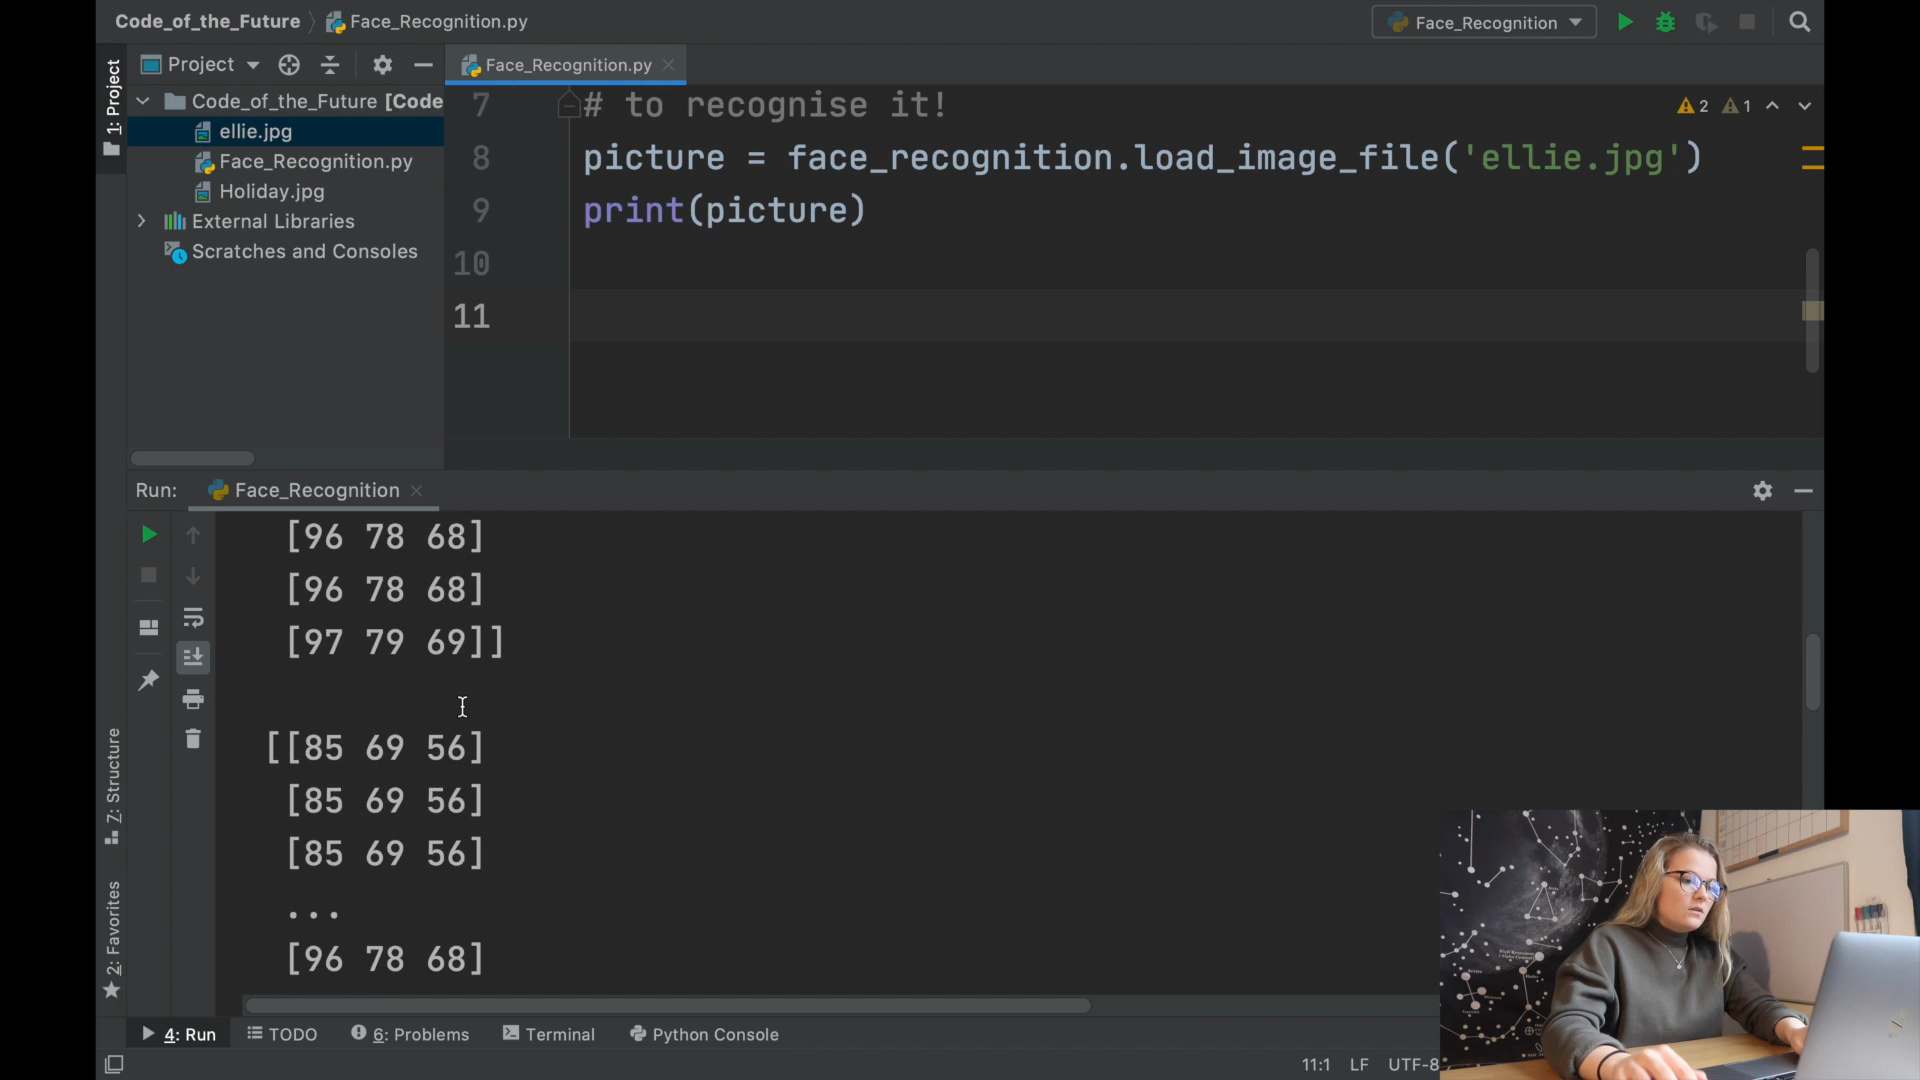 Code_of_the_Future
Face_Recognition.py
Face_Recognition
1: Project
Project
Face_Recognition.py
Code_of_the_Future [Code
ellie.jpg
Face_Recognition.py
Holiday.jpg
External Libraries
Scratches and Consoles
7 # to recognise it!
2 1
8 picture = face_recognition.load_image_file('ellie.jpg')
9 print(picture)
10
11
Run: Face_Recognition
[96 78 68]
[96 78 68]
[97 79 69]]
[[85 69 56]
[85 69 56]
[85 69 56]
...
[96 78 68]
Z: Structure
2: Favorites
4: Run
TODO
6: Problems
Terminal
Python Console
11:1 LF UTF-8